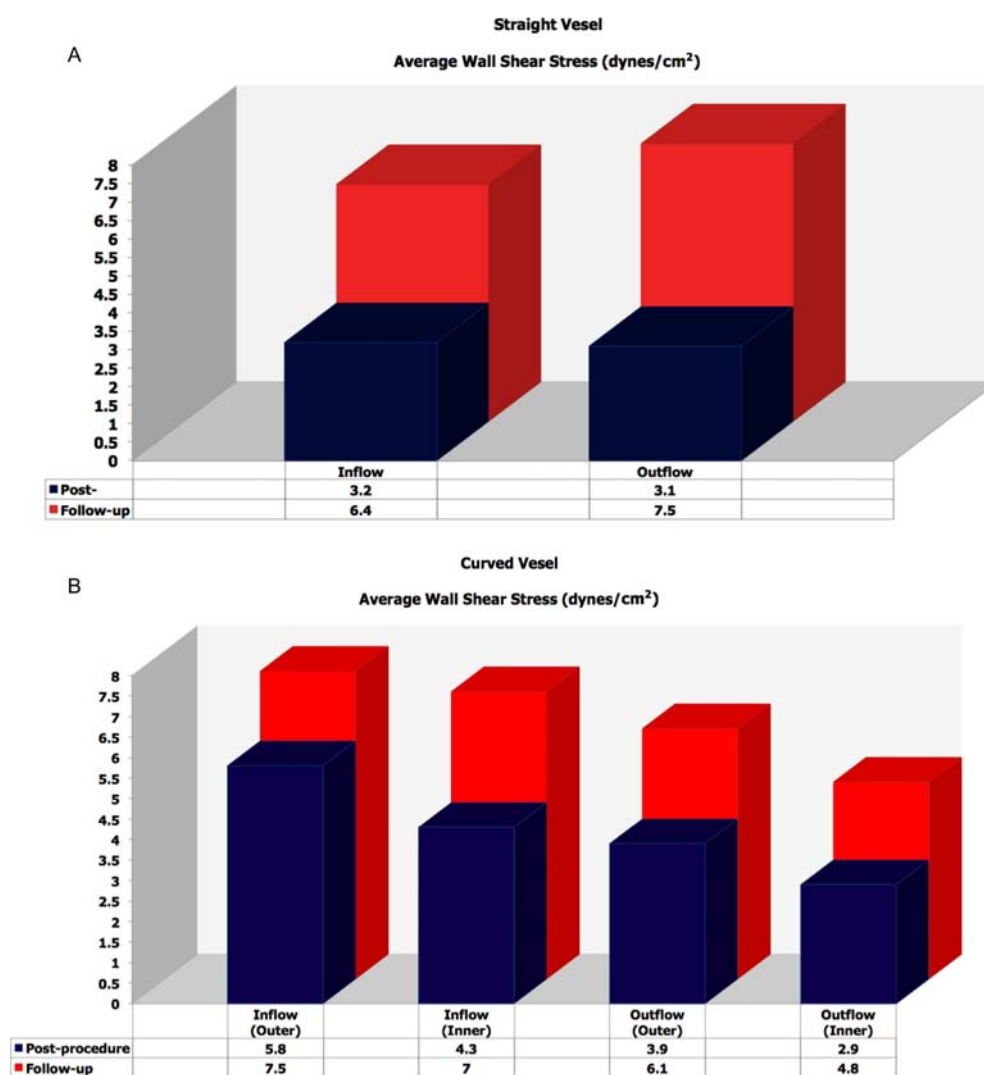 Straight Vessel
A
Average Wall Shear Stress (dynes/cm²)
8
7.5
7
6.5
6
5.5
5
4.5
4
3.5
3
2.5
2
1.5
1
0.5
0
Inflow Outflow
Post- 3.2 3.1
Follow-up 6.4 7.5
Curved Vessel
B
Average Wall Shear Stress (dynes/cm²)
8
7.5
7
6.5
6
5.5
5
4.5
4
3.5
3
2.5
2
1.5
1
0.5
0
Inflow Inflow Outflow Outflow
(Outer) (Inner) (Outer) (Inner)
Post-procedure 5.8 4.3 3.9 2.9
Follow-up 7.5 7 6.1 4.8